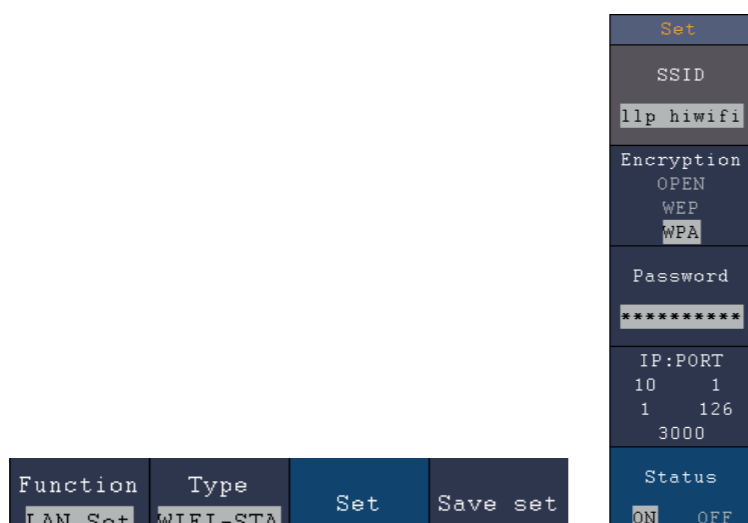 Set
SSID
llp hiwifi
Encryption
OPEN
WEP
WPA
Password
**********
IP:PORT
10 1
1 126
3000
Status
ON OFF
Function Type Set Save set
LAN Set WIFI-STA